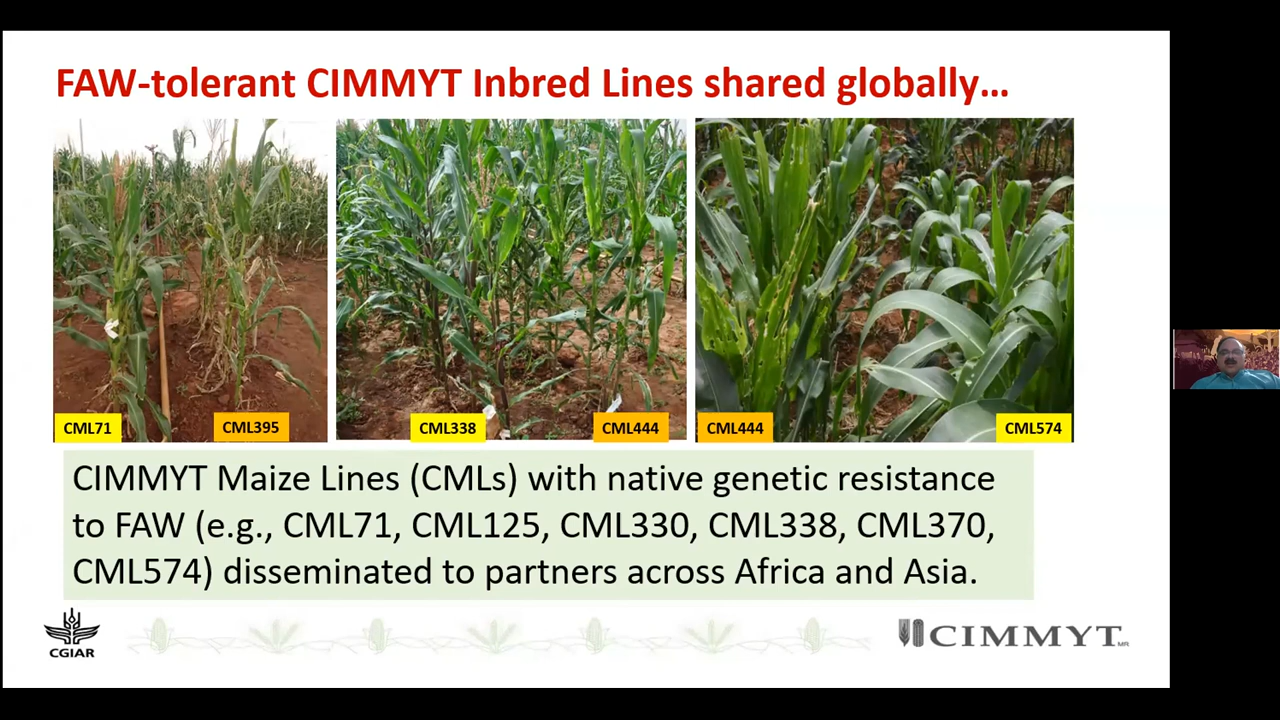 FAW-tolerant CIMMYT Inbred Lines shared globally…
CML71
CML395
CML338
CML444
CML444
CML574
CIMMYT Maize Lines (CMLs) with native genetic resistance
to FAW (e.g., CML71, CML125, CML330, CML338, CML370,
CML574) disseminated to partners across Africa and Asia.
CGIAR
CIMMYT MR